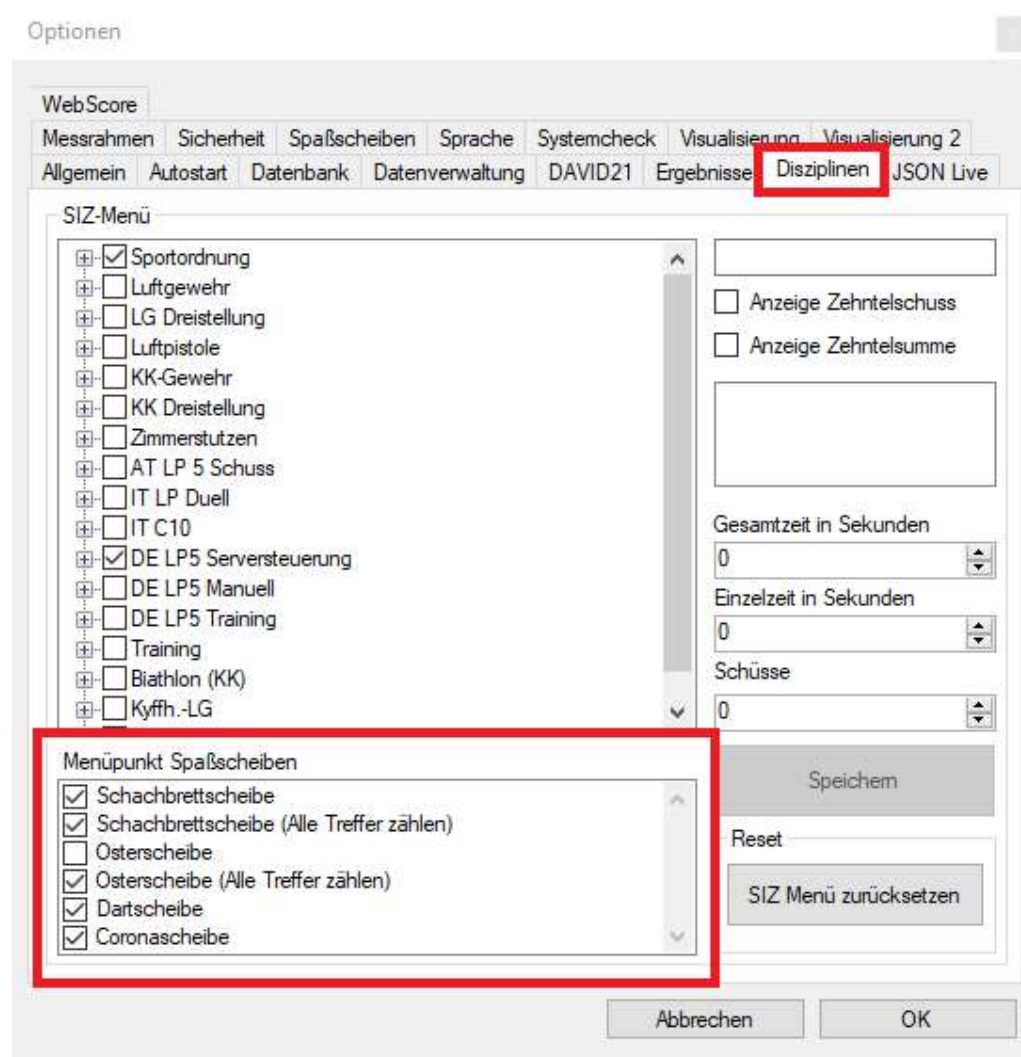 Optionen
WebScore
Messrahmen Sicherheit Spaßscheiben Sprache Systemcheck Visualisierung Visualisierung 2
Allgemein Autostart Datenbank Datenverwaltung DAVID21 Ergebnisse Disziplinen JSON Live
SIZ-Menü
Sportordnung
Luftgewehr
LG Dreistellung
Luftpistole
KK-Gewehr
KK Dreistellung
Zimmerstutzen
AT LP 5 Schuss
IT LP Duell
IT C10
DE LP5 Serversteuerung
DE LP5 Manuell
DE LP5 Training
Training
Biathlon (KK)
Kyffh.-LG
Anzeige Zehntelschuss
Anzeige Zehntelsumme
Gesamtzeit in Sekunden
0
Einzelzeit in Sekunden
0
Schüsse
0
Speichern
Menüpunkt Spaßscheiben
Schachbrettscheibe
Schachbrettscheibe (Alle Treffer zählen)
Osterscheibe
Osterscheibe (Alle Treffer zählen)
Dartscheibe
Coronascheibe
Reset
SIZ Menü zurücksetzen
Abbrechen
OK